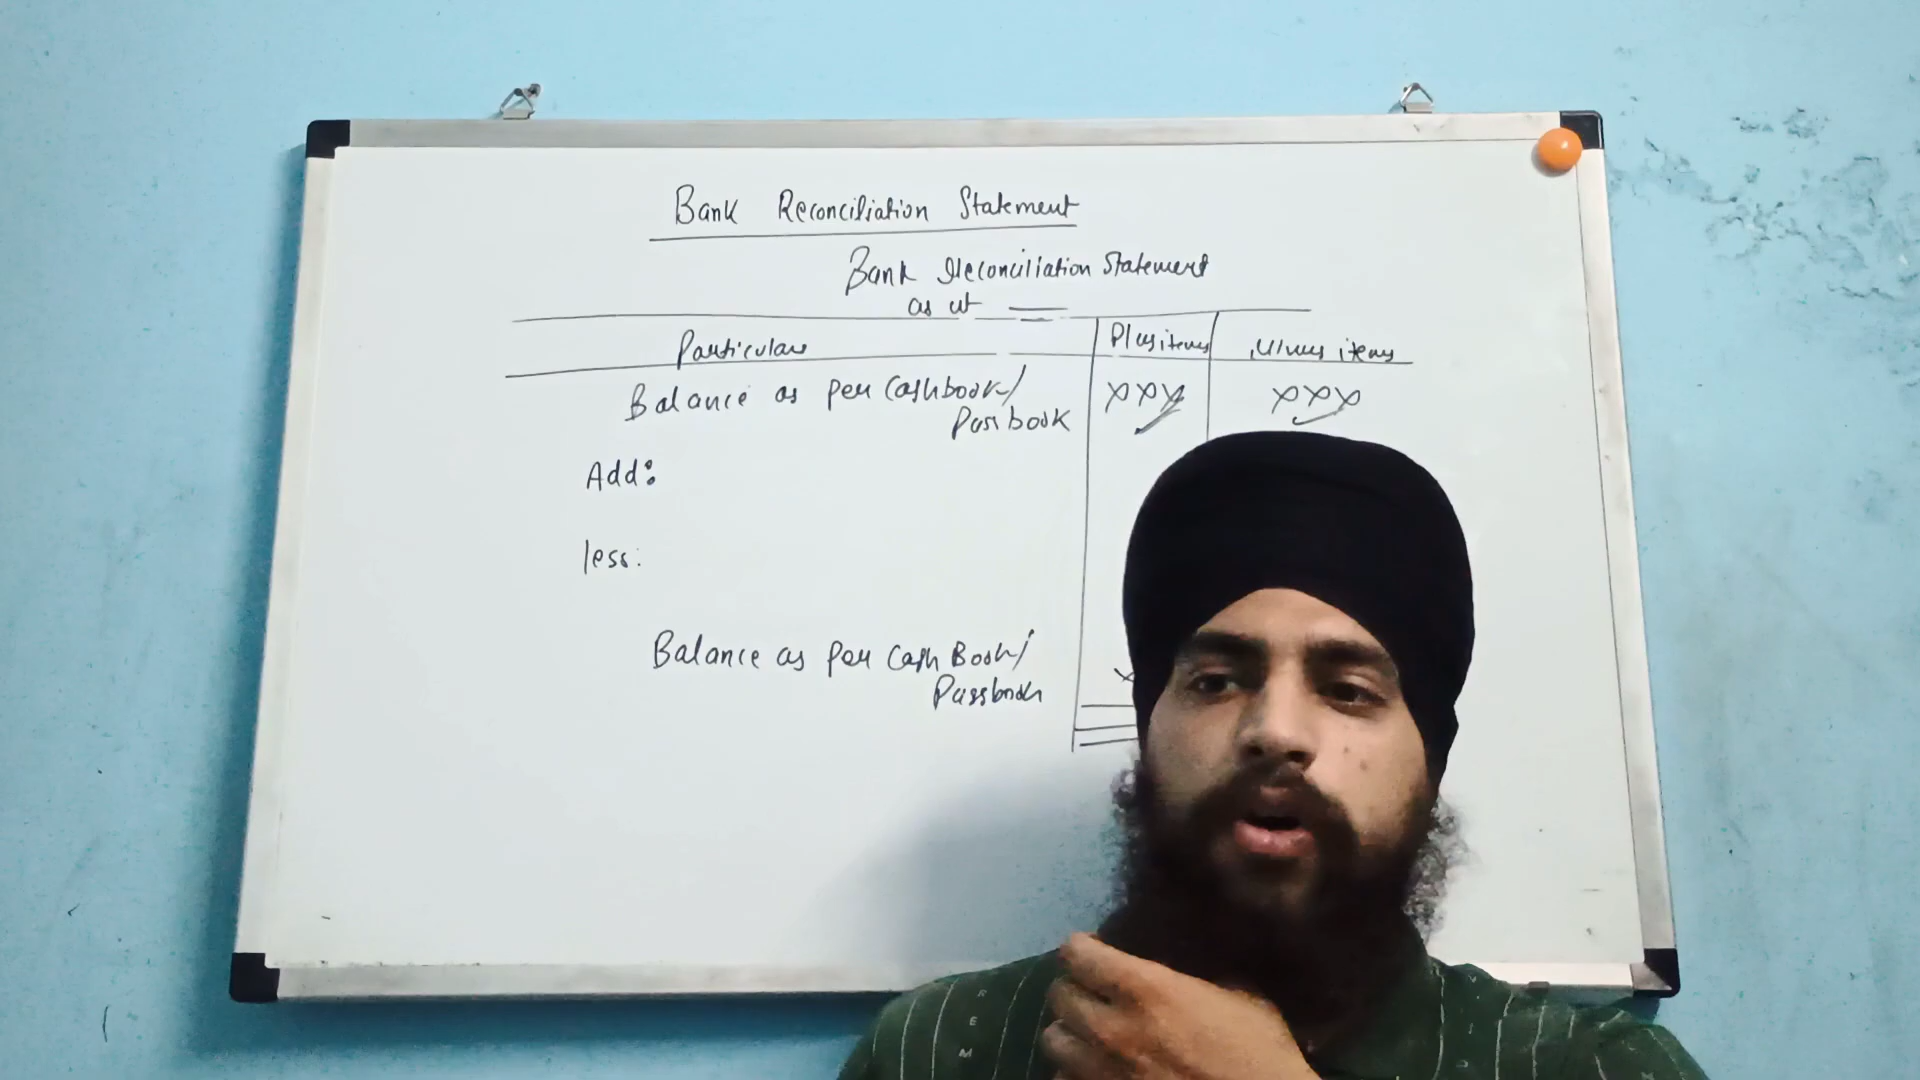 Bank Reconciliation Statement
Bank Reconciliation Statement
as at
Particulars Plus items Minus items
Balance as per Cashbook/ XXX XXX
Passbook
Add:
less:
Balance as per Cash Book/
Passbook
R
E
M